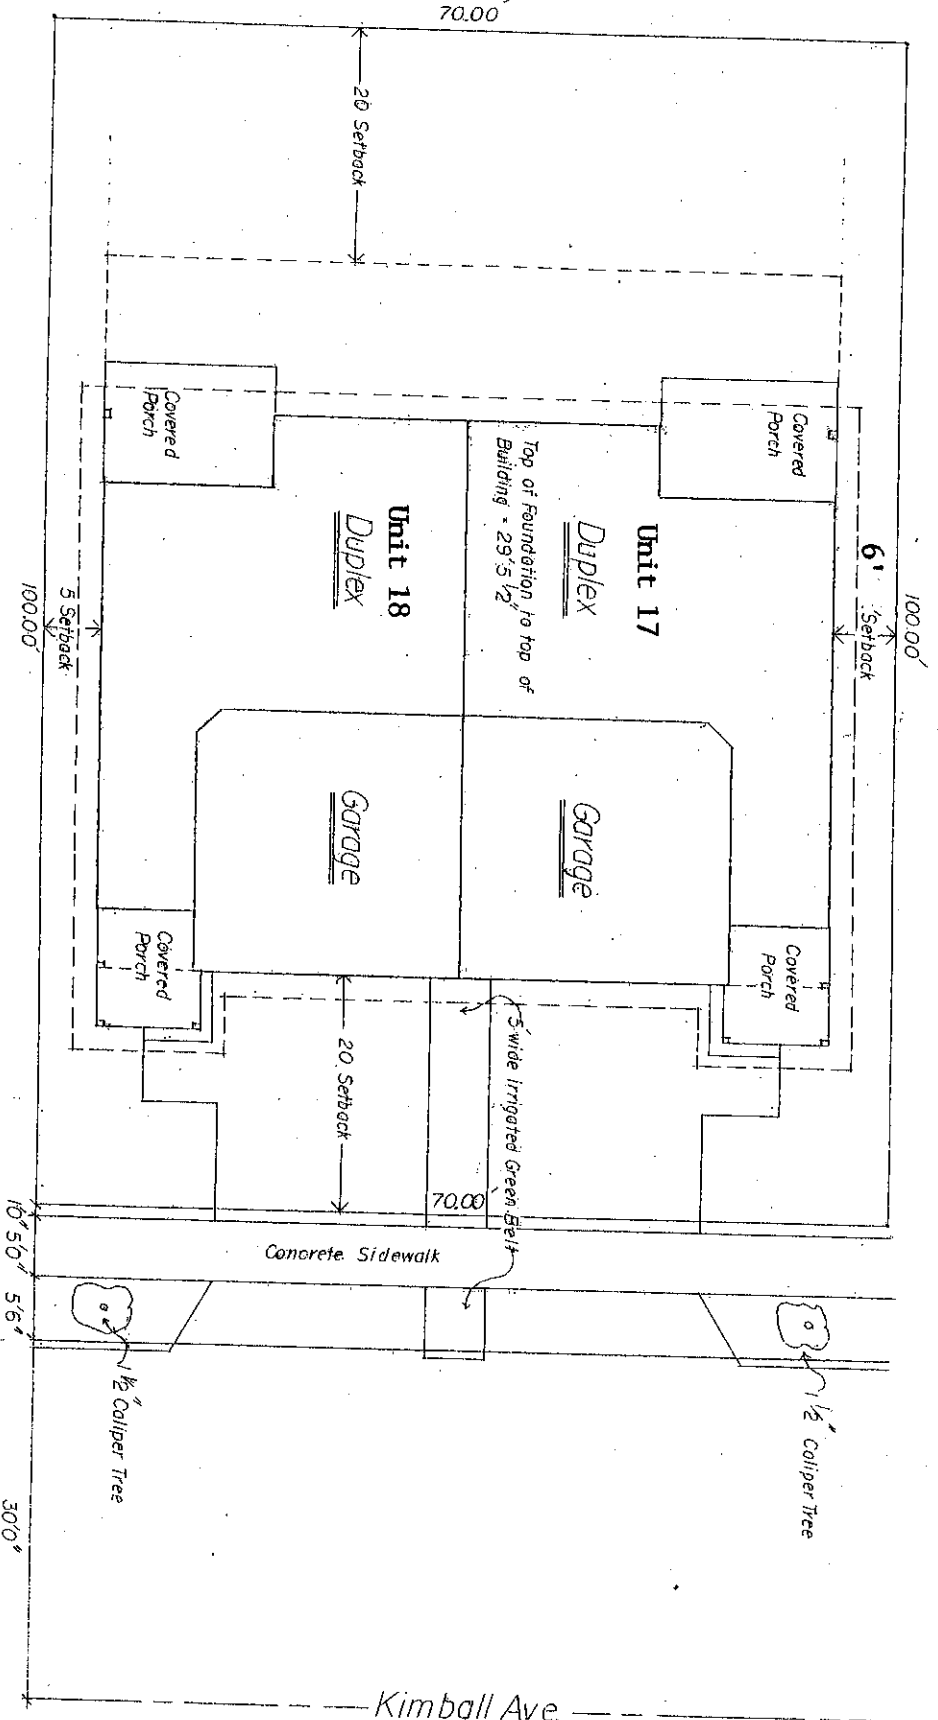 70.00'
20 Setback
Covered
Porch
Covered
Porch
Top of Foundation to top of
Building = 29'5 1/2"
Unit 17
Duplex
Unit 18
Duplex
6'
Setback
100.00'
5 Setback
100.00'
Garage
Garage
Covered
Porch
Covered
Porch
20 Setback
5' wide irrigated Green Belt
70.00'
Concrete Sidewalk
10"
5'0"
5'6"
30'0"
1 1/2" Caliper Tree
1 1/2" Caliper Tree
Kimball Ave